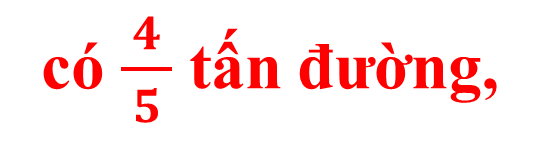 có 4/5 tấn đường,